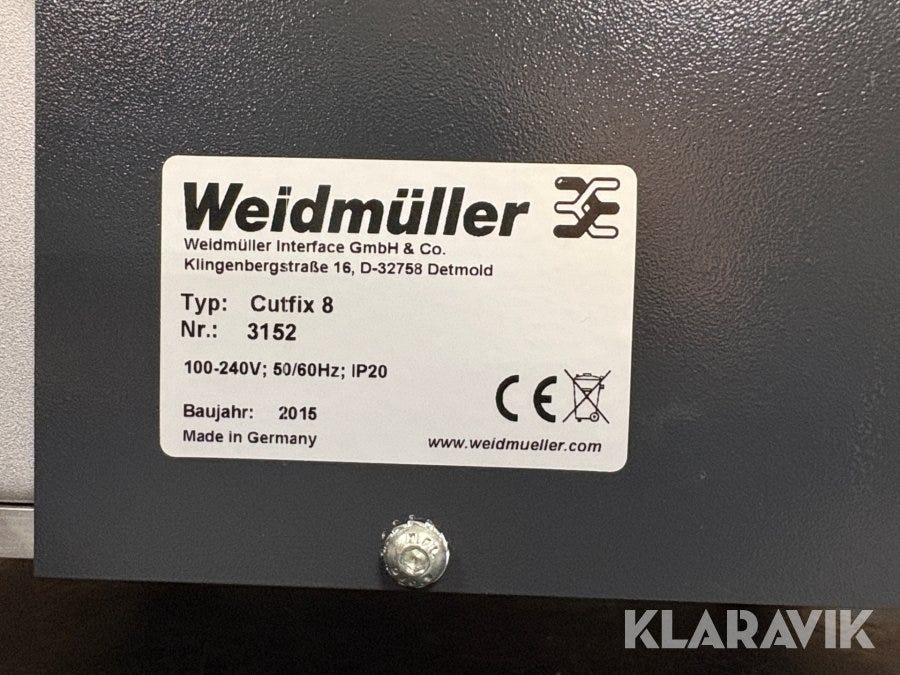 Weidmüller
Weidmüller Interface GmbH & Co.
Klingenbergstraße 16, D-32758 Detmold
Typ: Cutfix 8
Nr.: 3152
100-240V; 50/60Hz; IP20
CE
Baujahr: 2015
Made in Germany
www.weidmueller.com
KLARAVIK